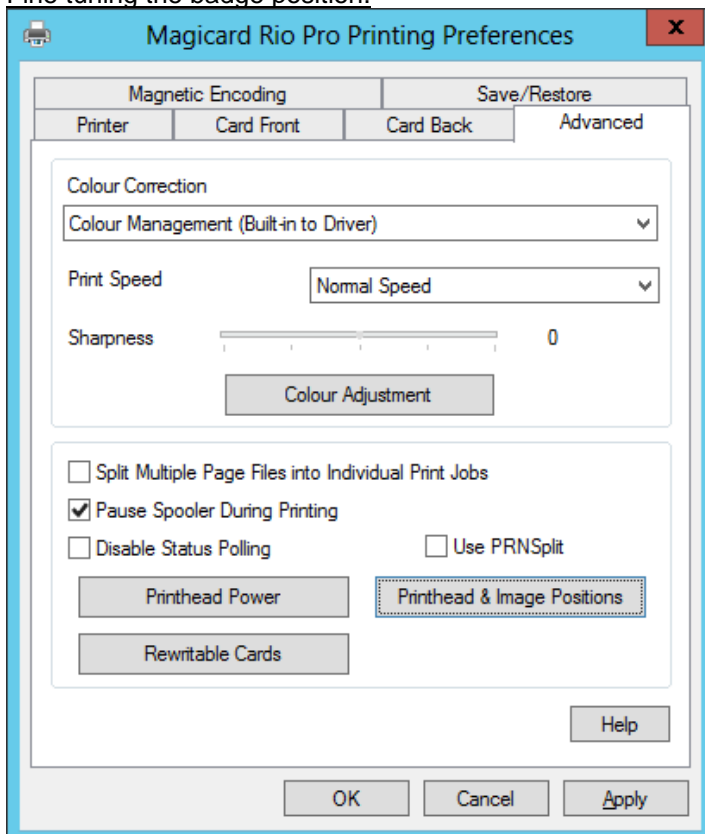 Fine tuning the badge position.
Magicard Rio Pro Printing Preferences
x
Magnetic Encoding Save/Restore
Printer Card Front Card Back Advanced
Colour Correction
Colour Management (Built-in to Driver)
Print Speed Normal Speed
Sharpness 0
Colour Adjustment
Split Multiple Page Files into Individual Print Jobs
Pause Spooler During Printing
Disable Status Polling Use PRNSplit
Printhead Power Printhead & Image Positions
Rewritable Cards
Help
OK Cancel Apply